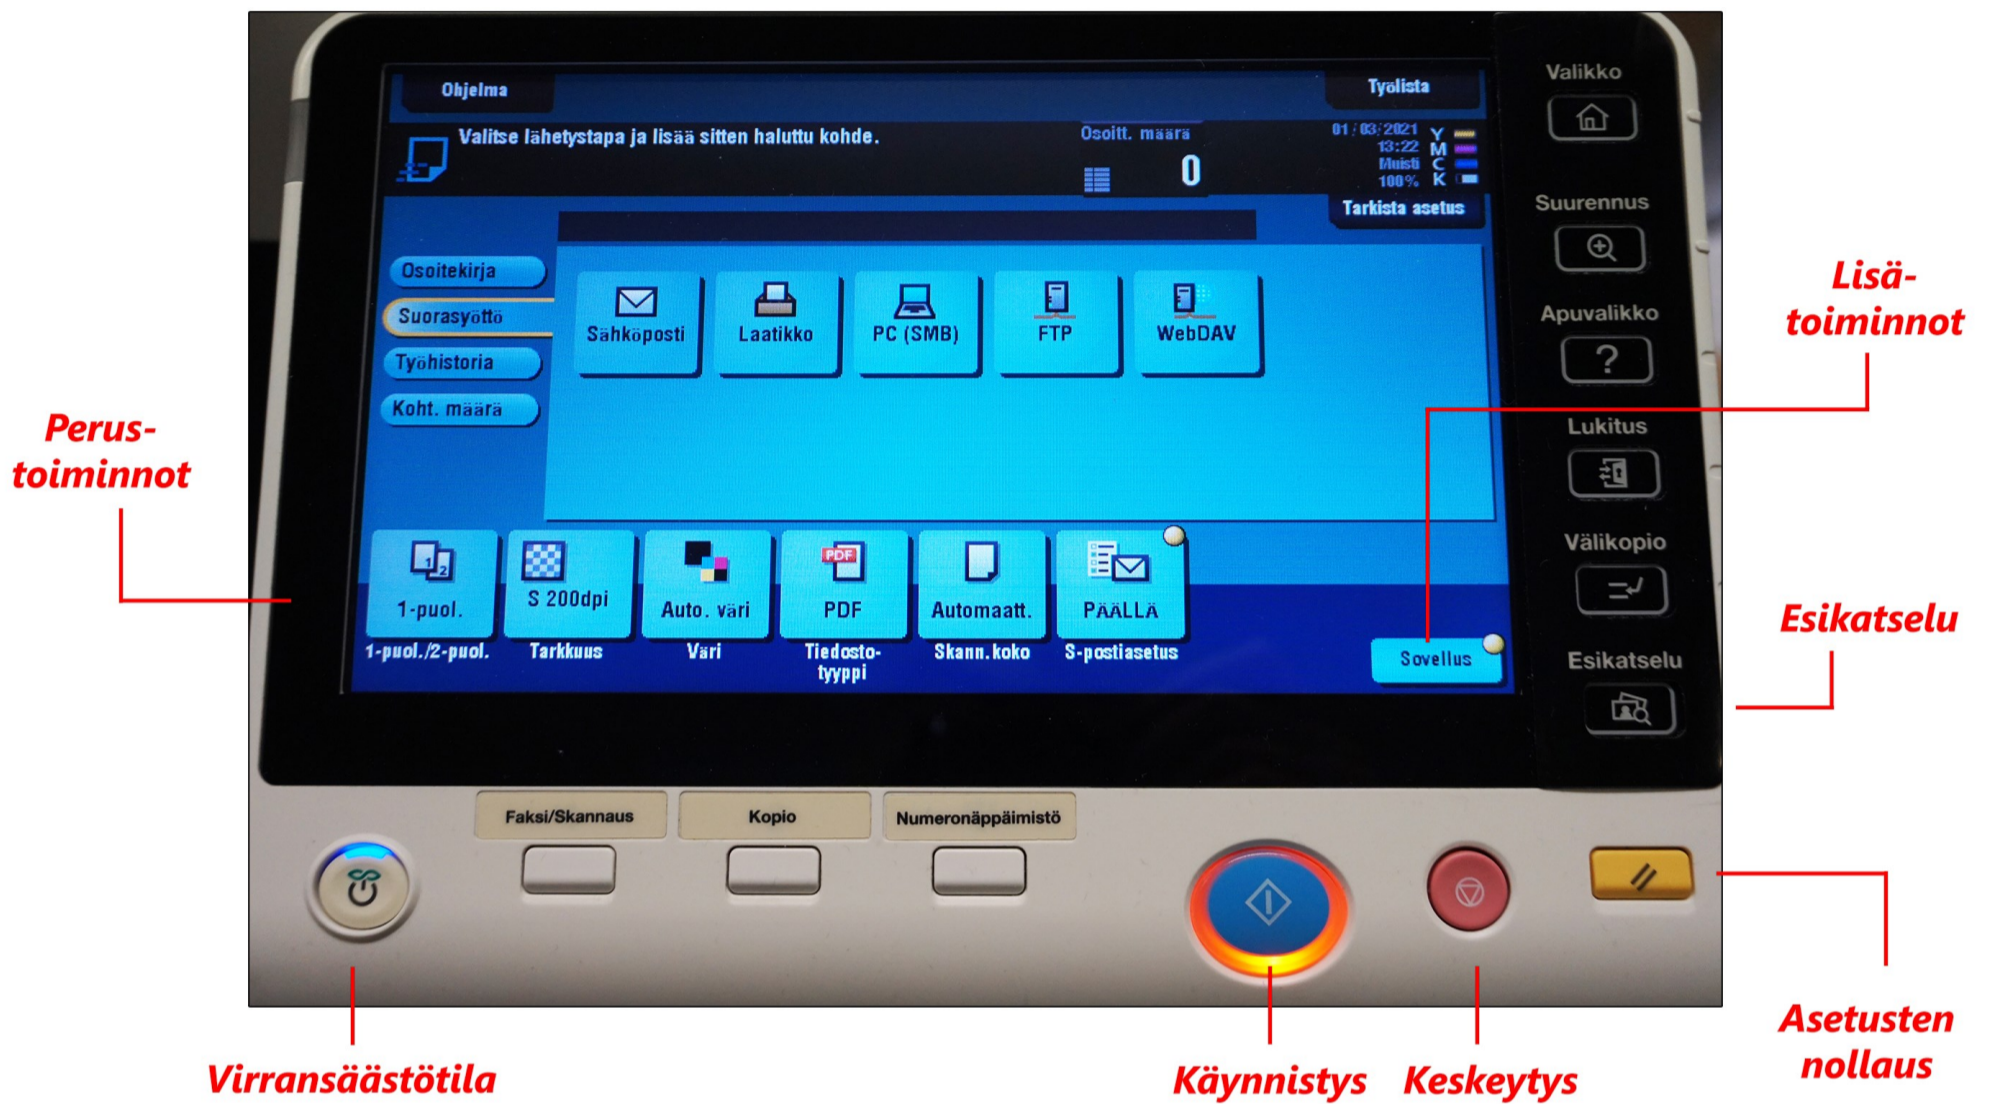 Ohjelma
Työlista
Valitse lähetystapa ja lisää sitten haluttu kohde.
Osoitt. määrä
0
01/03/2021
13:22
Muisti
100%
Y
M
C
K
Tarkista asetus
Osoitekirja
Suorasyöttö
Työhistoria
Koht. määrä
Sähköposti
Laatikko
PC (SMB)
FTP
WebDAV
1 2
1-puol.
S 200dpi
Auto. väri
PDF
PDF
Automaatt.
PÄÄLLÄ
1-puol./2-puol.
Tarkkuus
Väri
Tiedosto-
tyyppi
Skann.koko
S-postiasetus
Sovellus
Valikko
Suurennus
Apuvalikko
?
Lukitus
Välikopio
Esikatselu
Faksi/Skannaus
Kopio
Numeronäppäimistö
Perus-
toiminnot
Lisä-
toiminnot
Esikatselu
Asetusten
nollaus
Virransäästötila
Käynnistys
Keskeytys